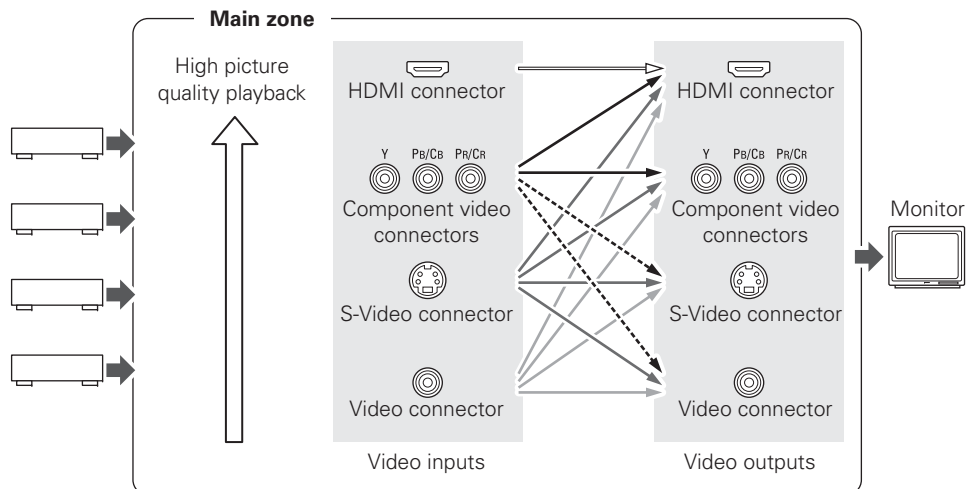 Main zone
High picture
quality playback
HDMI connector
HDMI connector
Y PB/CB PR/CR
Y PB/CB PR/CR
Component video
connectors
Component video
connectors
Monitor
S-Video connector
S-Video connector
Video connector
Video connector
Video inputs
Video outputs